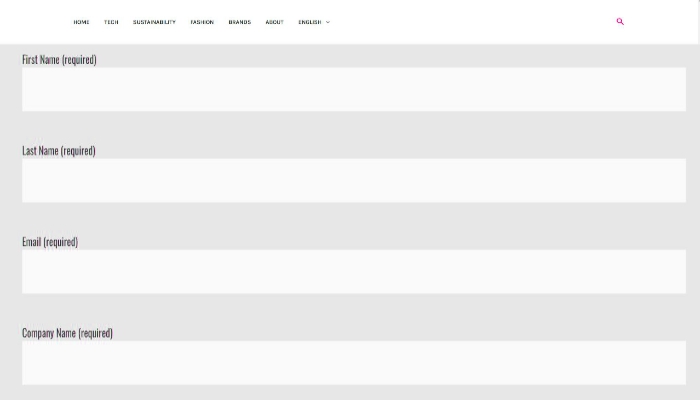 HOME TECH SUSTAINABILITY FASHION BRANDS ABOUT ENGLISH
First Name (required)
Last Name (required)
Email (required)
Company Name (required)